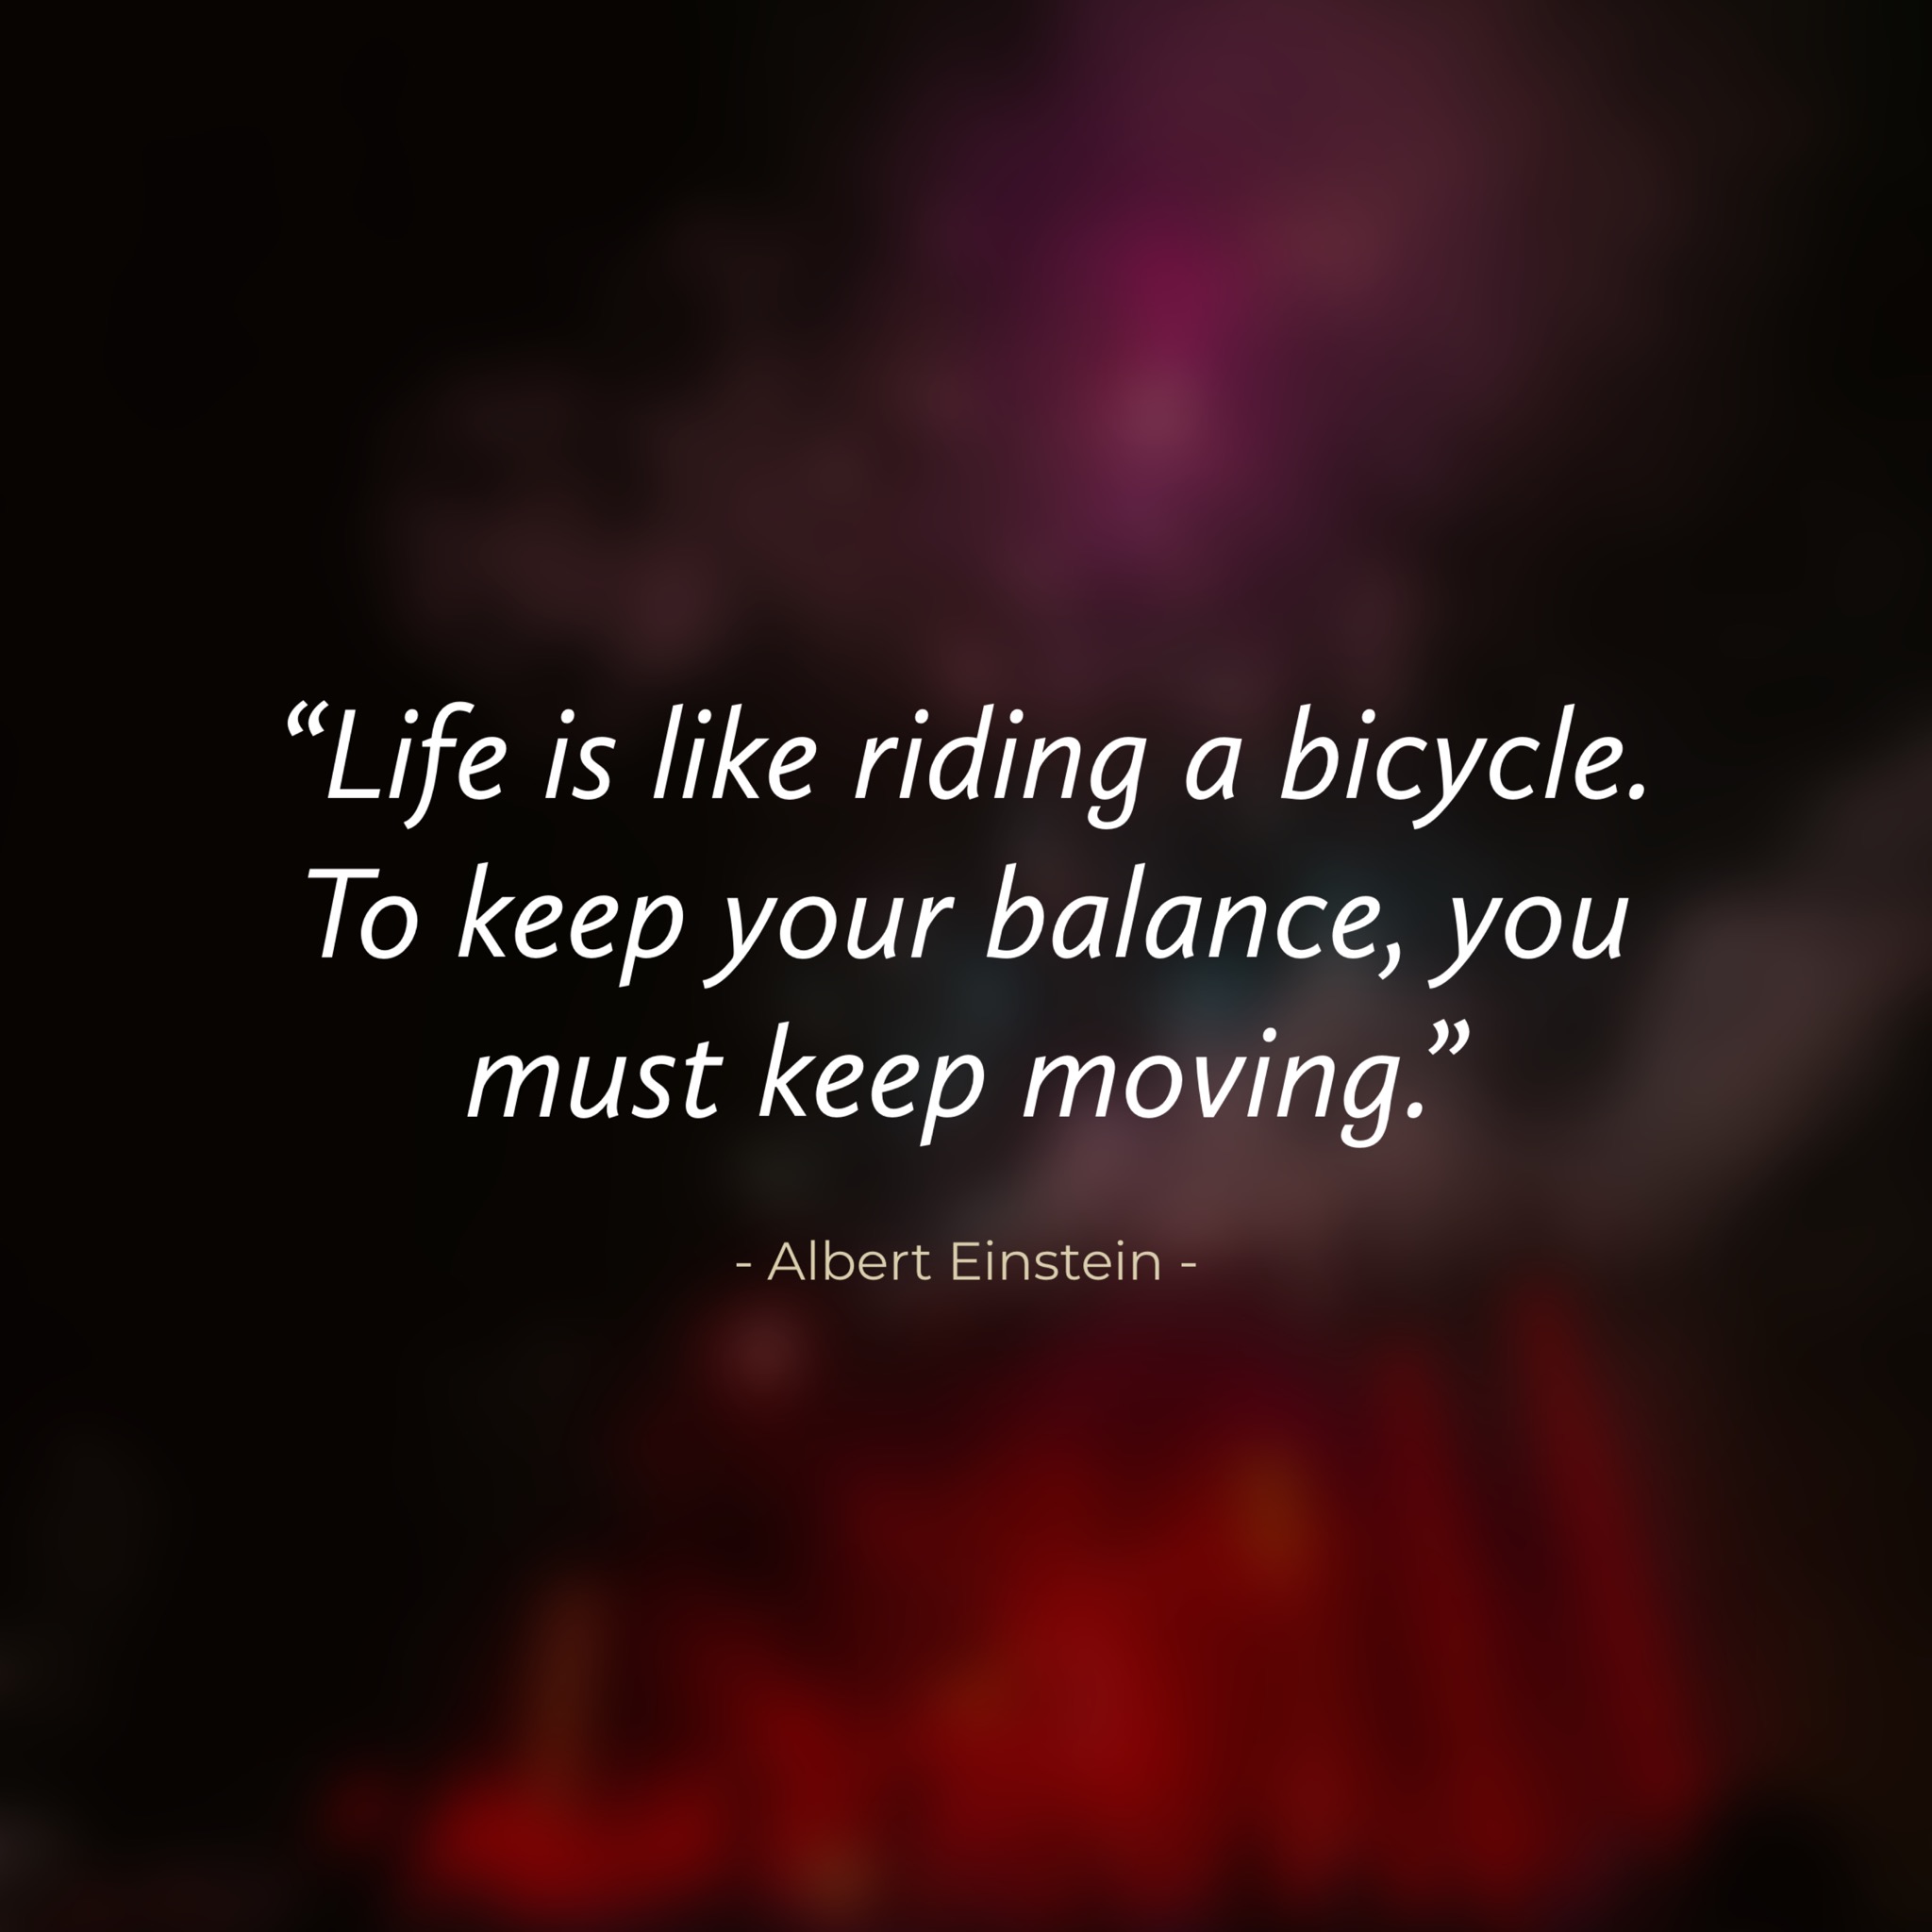 “Life is like riding a bicycle.
To keep your balance, you
must keep moving.”
- Albert Einstein -